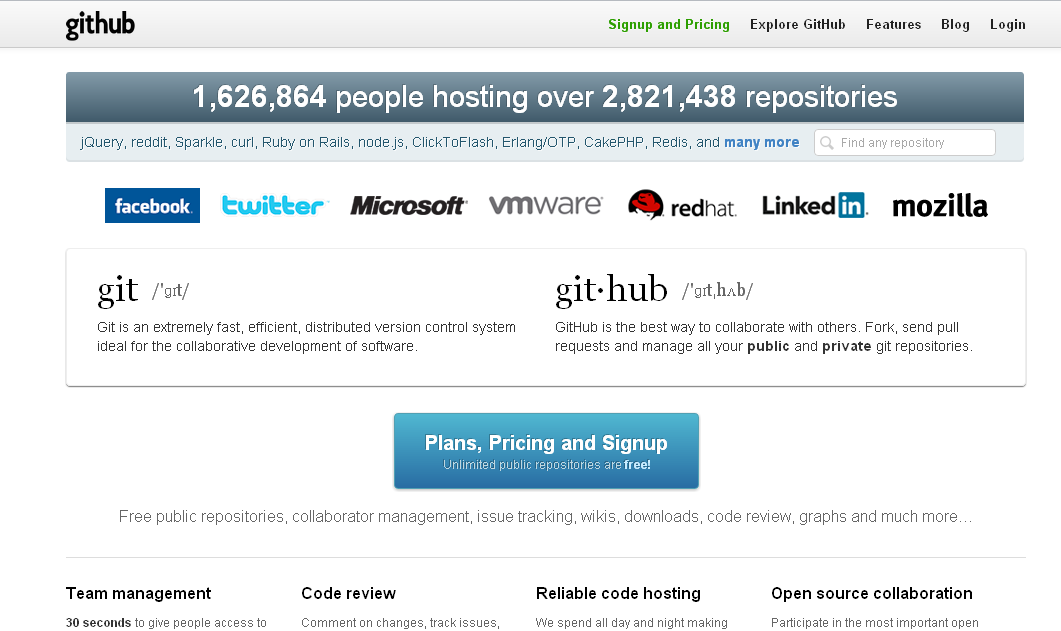 github
Signup and Pricing Explore GitHub Features Blog Login
1,626,864 people hosting over 2,821,438 repositories
jQuery, reddit, Sparkle, curl, Ruby on Rails, node.js, ClickToFlash, Erlang/OTP, CakePHP, Redis, and many more Find any repository
facebook. twitter Microsoft vmware redhat. Linked in. mozilla
git /'gɪt/
Git is an extremely fast, efficient, distributed version control system
ideal for the collaborative development of software.
git·hub /'gɪt,hʌb/
GitHub is the best way to collaborate with others. Fork, send pull
requests and manage all your public and private git repositories.
Plans, Pricing and Signup
Unlimited public repositories are free!
Free public repositories, collaborator management, issue tracking, wikis, downloads, code review, graphs and much more...
Team management
30 seconds to give people access to
Code review
Comment on changes, track issues,
Reliable code hosting
We spend all day and night making
Open source collaboration
Participate in the most important open